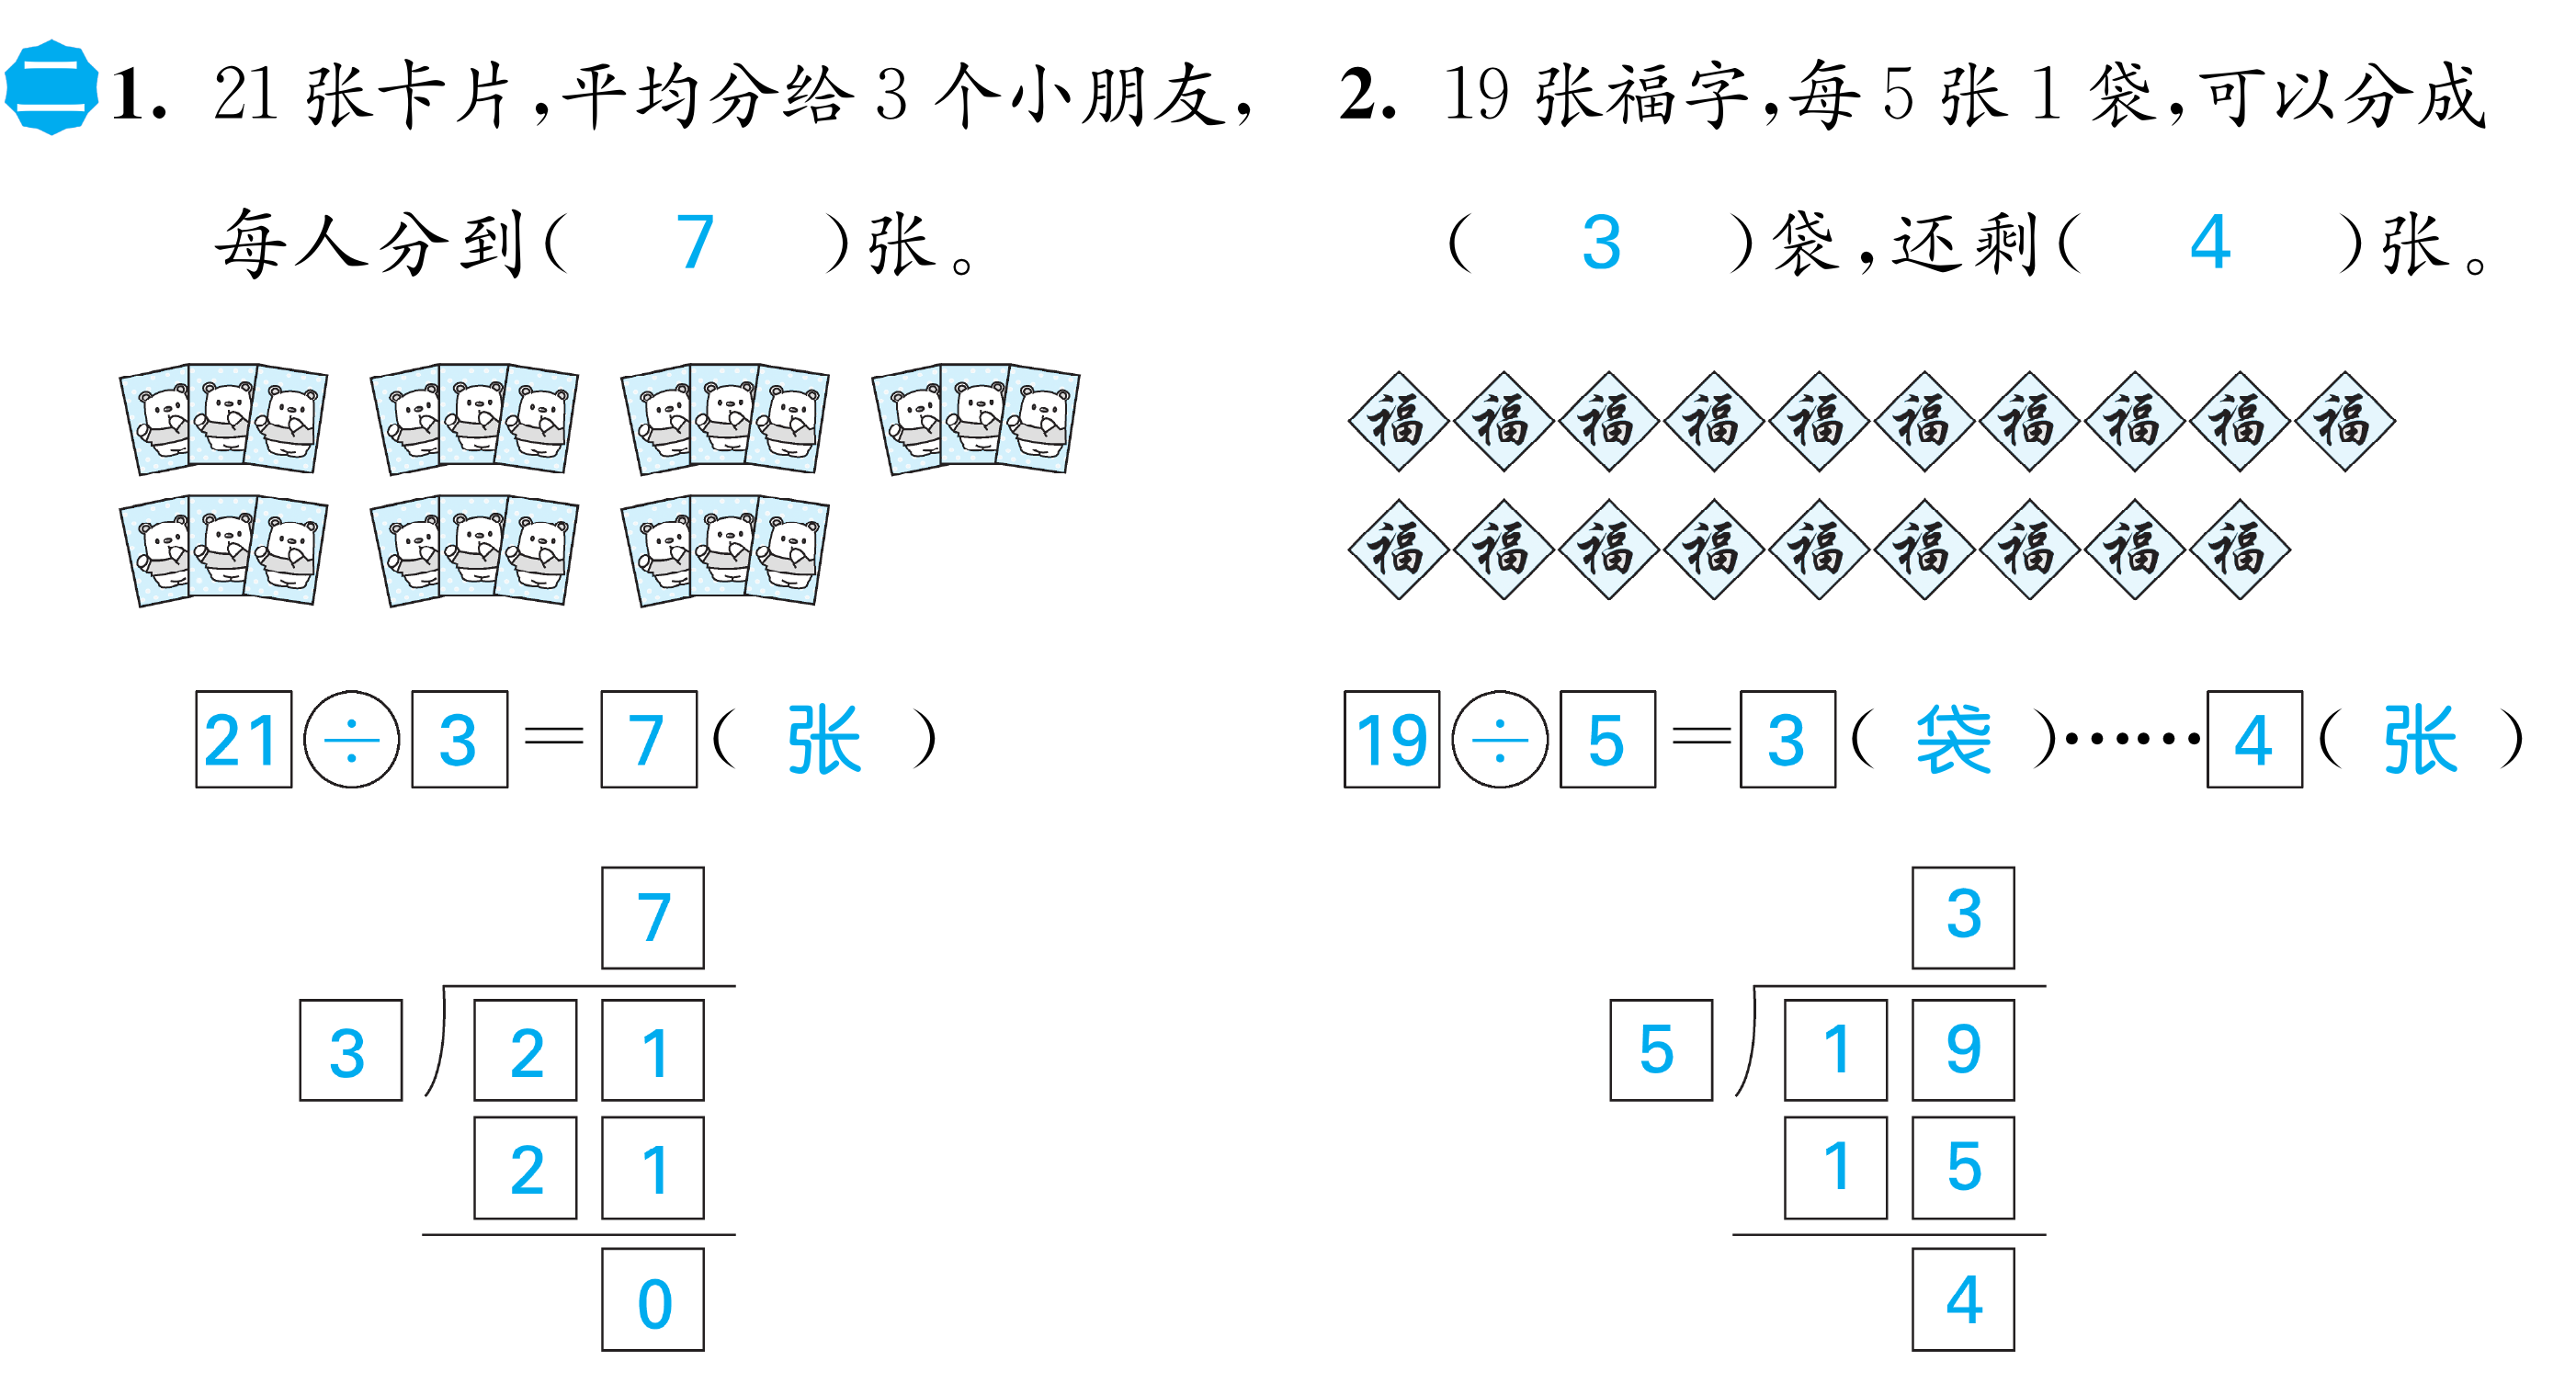 二 1. 21张卡片,平均分给3个小朋友,
每人分到( 7 )张。
21÷3=7( 张 )
7
3 2 1
2 1
0
2. 19张福字,每5张1袋,可以分成
( 3 )袋,还剩( 4 )张。
福 福 福 福 福 福 福 福 福 福
福 福 福 福 福 福 福 福 福
19÷5=3( 袋 )……4( 张 )
3
5 1 9
1 5
4